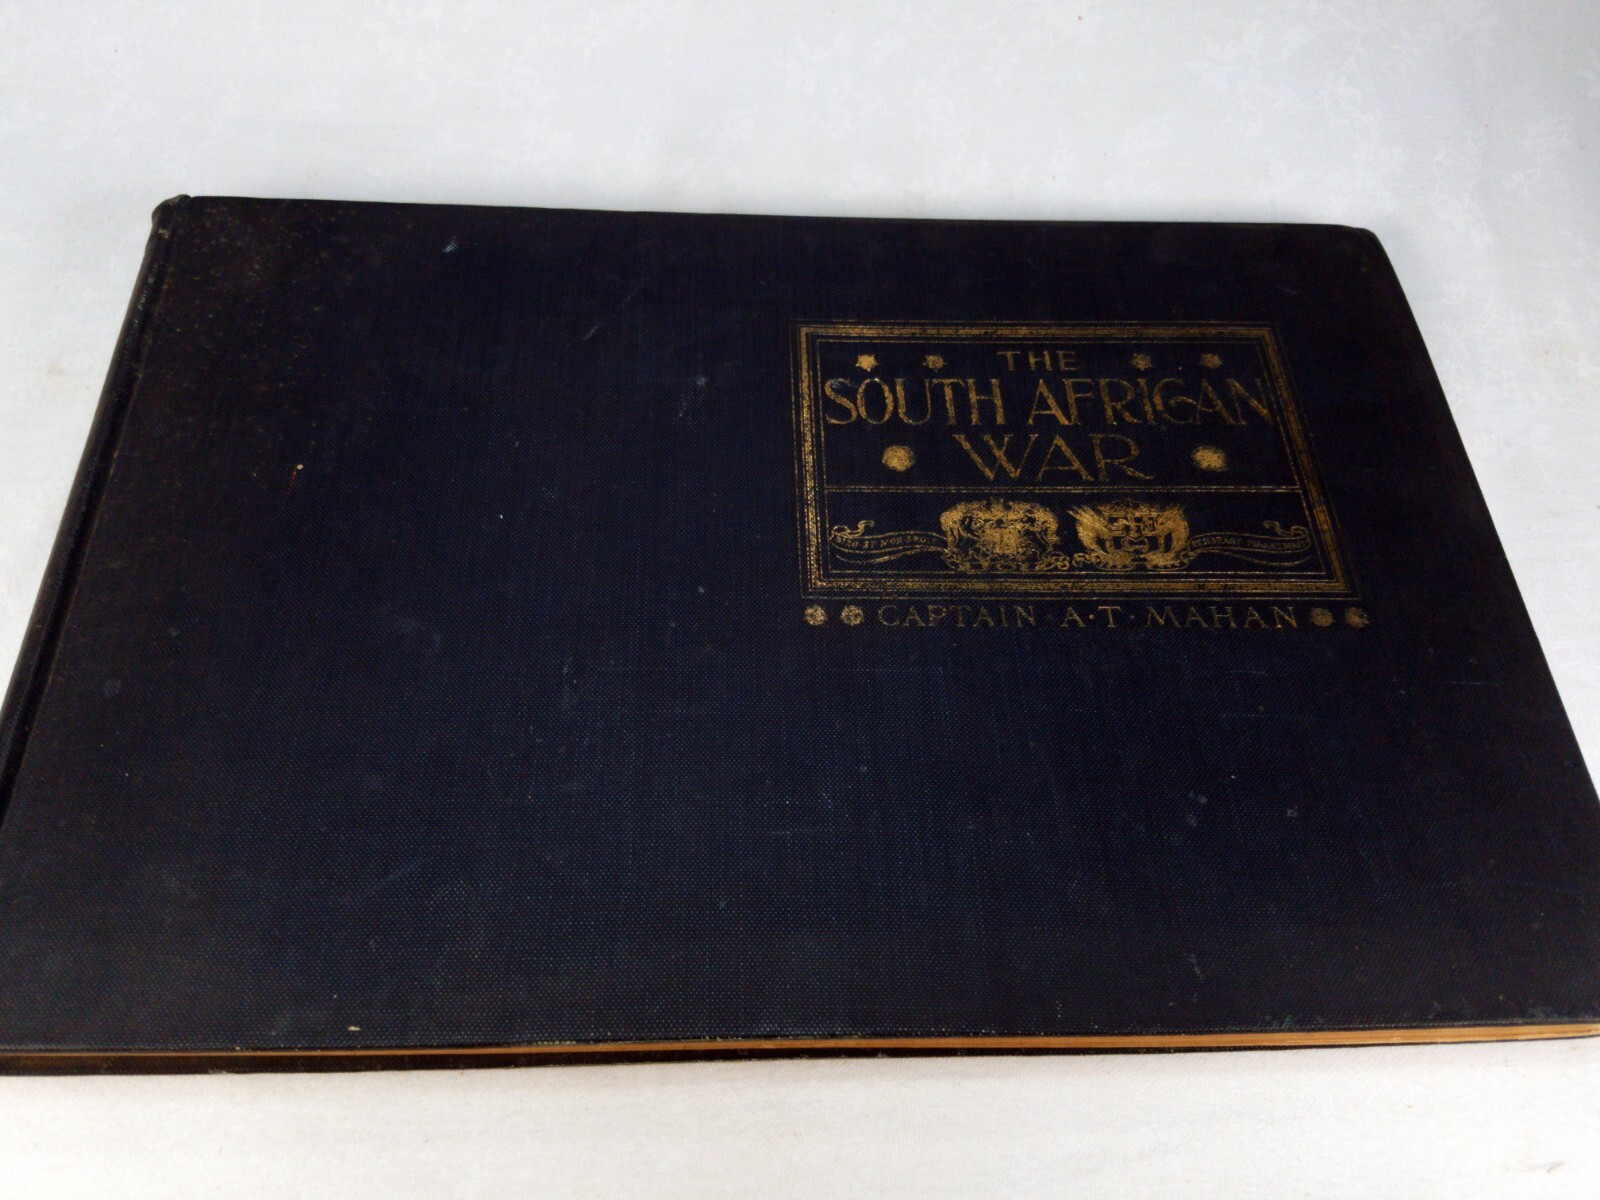 THE
SOUTH AFRICAN
WAR
CAPTAIN · A · T · MAHAN